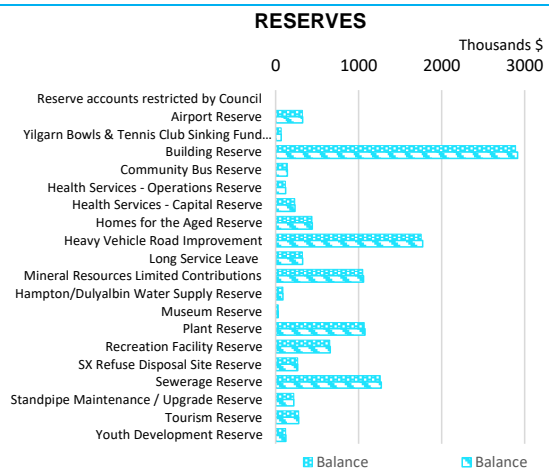 RESERVES
Thousands $
0 1000 2000 3000
Reserve accounts restricted by Council
Airport Reserve
Yilgarn Bowls & Tennis Club Sinking Fund...
Building Reserve
Community Bus Reserve
Health Services - Operations Reserve
Health Services - Capital Reserve
Homes for the Aged Reserve
Heavy Vehicle Road Improvement
Long Service Leave
Mineral Resources Limited Contributions
Hampton/Dulyalbin Water Supply Reserve
Museum Reserve
Plant Reserve
Recreation Facility Reserve
SX Refuse Disposal Site Reserve
Sewerage Reserve
Standpipe Maintenance / Upgrade Reserve
Tourism Reserve
Youth Development Reserve
Balance Balance